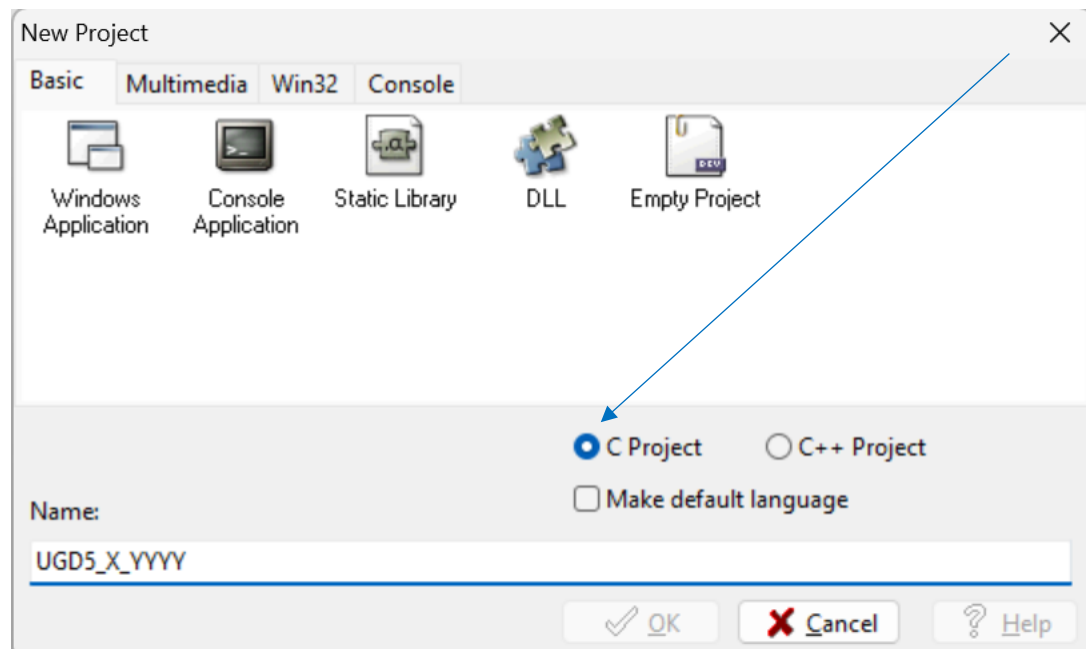 New Project
Basic Multimedia Win32 Console
Windows Application
Console Application
Static Library
DLL
Empty Project
C Project C++ Project
Make default language
Name:
UGD5_X_YYYY
OK Cancel Help